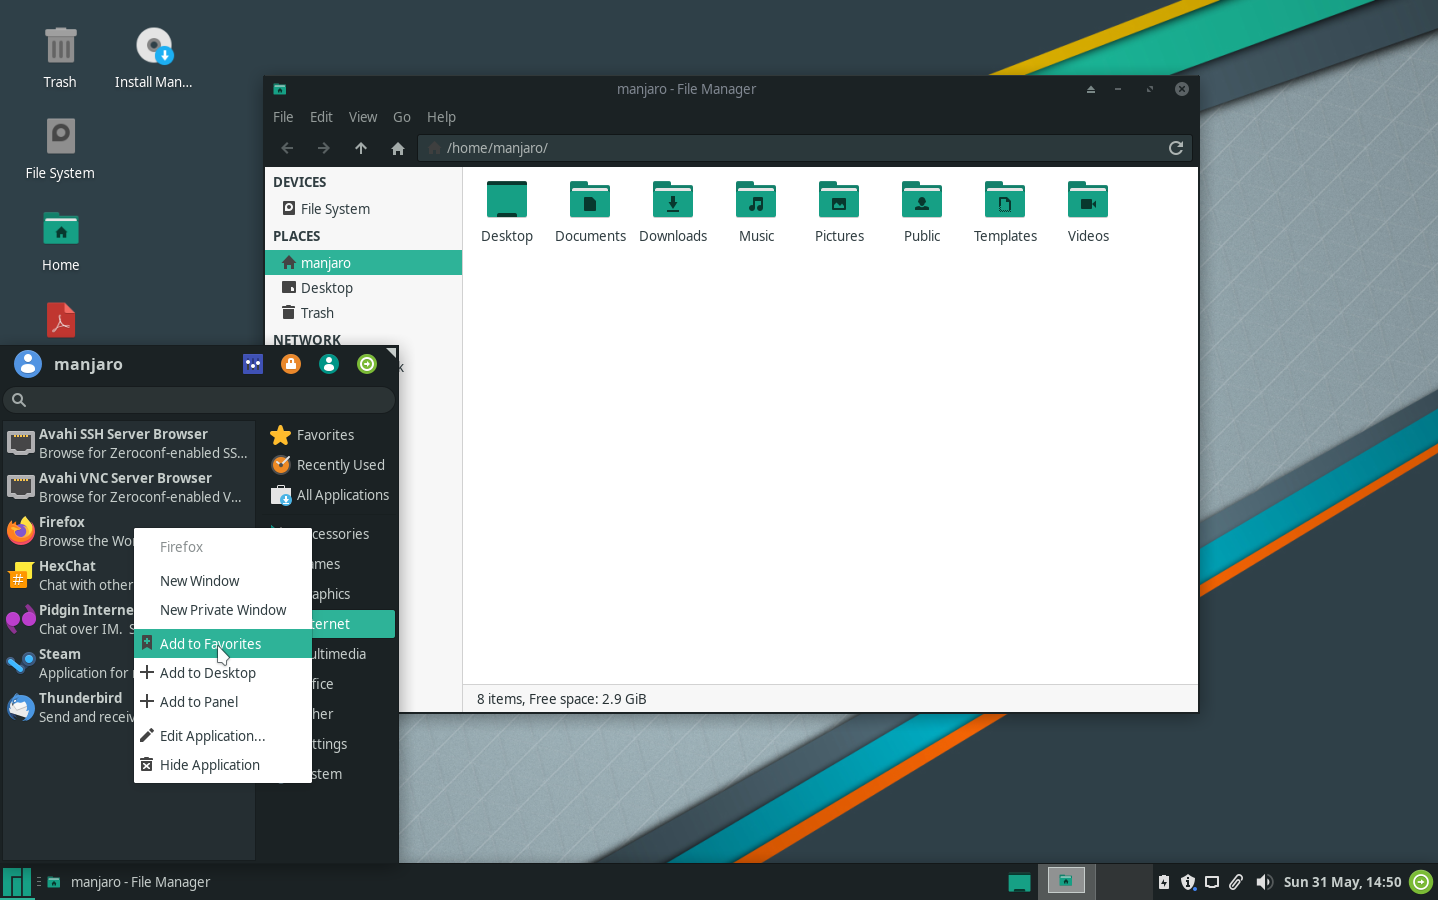 Trash
Install Man...
File System
Home
manjaro - File Manager
File Edit View Go Help
/home/manjaro/
DEVICES
File System
PLACES
manjaro
Desktop
Trash
NETWORK
k
Desktop Documents Downloads Music Pictures Public Templates Videos
8 items, Free space: 2.9 GiB
manjaro
Avahi SSH Server Browser
Browse for Zeroconf-enabled SS...
Avahi VNC Server Browser
Browse for Zeroconf-enabled V...
Firefox
Browse the Wo
HexChat
Chat with other
Pidgin Interne
Chat over IM. S
Steam
Application for
Thunderbird
Send and receiv
Favorites
Recently Used
All Applications
ccessories
mes
aphics
ternet
ultimedia
fice
her
ttings
stem
Firefox
New Window
New Private Window
Add to Favorites
Add to Desktop
Add to Panel
Edit Application...
Hide Application
manjaro - File Manager
Sun 31 May, 14:50